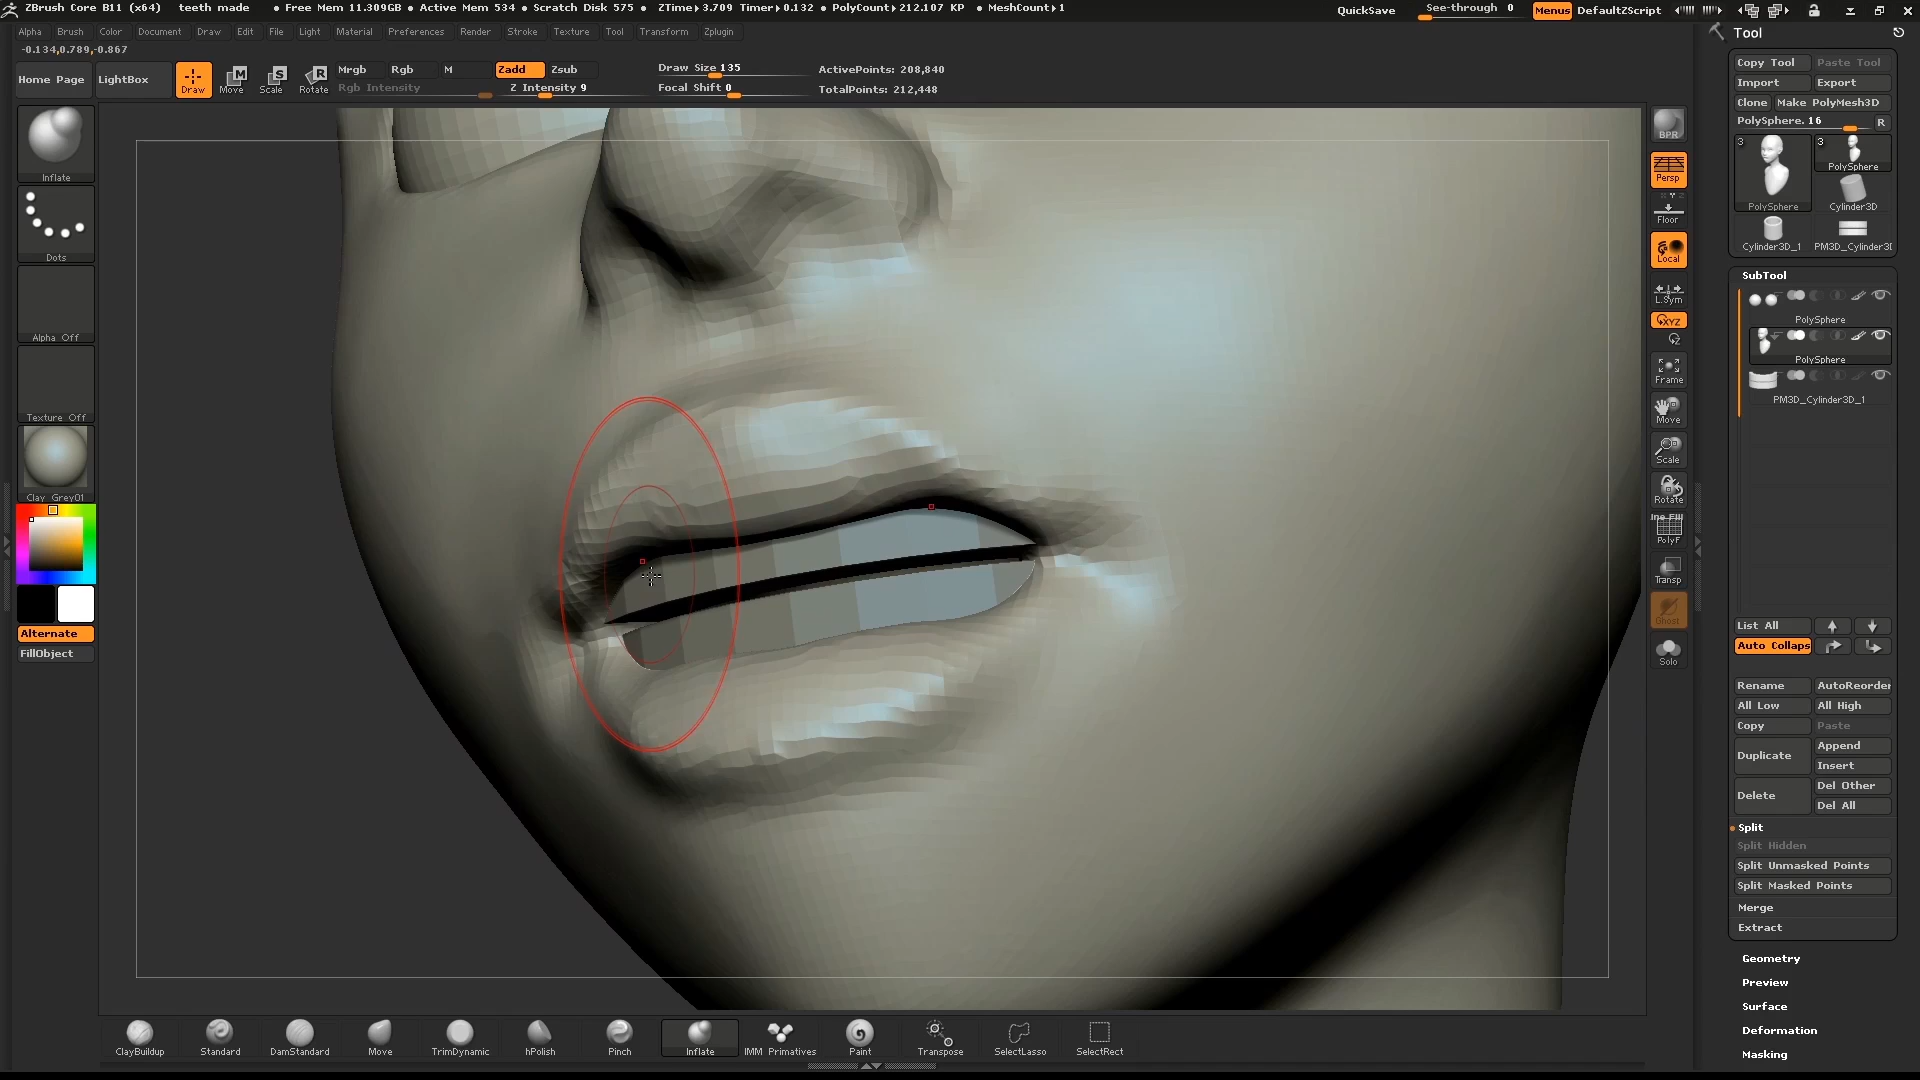 ZBrush Core B11 (x64) teeth made • Free Mem 11.309GB • Active Mem 534 • Scratch Disk 575 • ZTime▸3.709 Timer▸0.132 • PolyCount▸212.107 KP • MeshCount▸1 QuickSave See-through 0 Menus DefaultZScript
Alpha Brush Color Document Draw Edit File Light Layer Material Preferences Render Stroke Texture Tool Transform Zplugin
-0.134,0.789,-0.867
Home Page LightBox Draw Move Scale Rotate
M S R
Mrgb Rgb M Zadd Zsub
Rgb Intensity Z Intensity 9
Draw Size 135
Focal Shift 0
ActivePoints: 208,840
TotalPoints: 212,448
Inflate
Dots
Alpha Off
Texture Off
Clay_Grey01
Alternate
FillObject
BPR
Persp
Floor
Local
L.Sym
XYZ
Frame
Move
Scale
Rotate
PolyF
Transp
Ghost
Solo
Tool
Copy Tool Paste Tool
Import Export
Clone Make PolyMesh3D
PolySphere. 16 R
3 PolySphere
3 PolySphere
Cylinder3D
Cylinder3D_1 PM3D_Cylinder3D
SubTool
PolySphere
PolySphere
PM3D_Cylinder3D_1
List All
Auto Collaps
Rename AutoReorder
All Low All High
Copy Paste
Duplicate Append
Insert
Delete Del Other
Del All
Split
Split Hidden
Split Unmasked Points
Split Masked Points
Merge
Extract
Geometry
Preview
Surface
Deformation
Masking
ClayBuildup Standard DamStandard Move TrimDynamic hPolish Pinch Inflate IMM Primitives Paint Transpose SelectLasso SelectRect